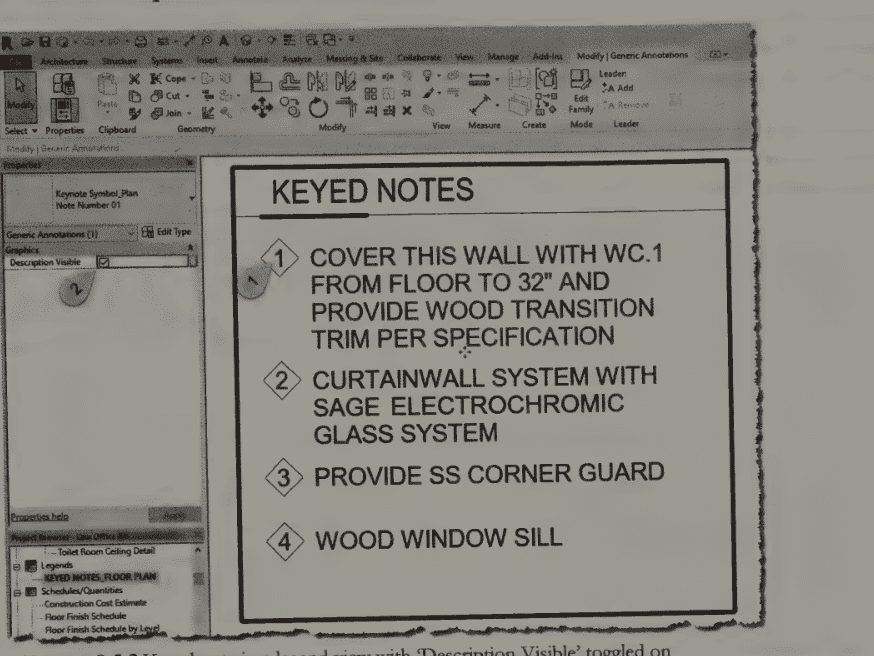 Architecture Structure Systems Insert Annotate Analyze Massing & Site Collaborate View Manage Add-Ins Modify | Generic Annotations
Modify
Paste
Cope
Cut
Join
Edit
Family
Leader:
Add
Remove
Select Properties Clipboard Geometry Modify View Measure Create Mode Leader
Modify | Generic Annotations
Properties
Keynote Symbol_Plan
Note Number 01
Generic Annotations (1) Edit Type
Graphics
Description Visible
2
Properties help Apply
Project Browser - Law Office
Toilet Room Ceiling Detail
Legends
KEYED NOTES_FLOOR PLAN
Schedules/Quantities
Construction Cost Estimate
Floor Finish Schedule
Floor Finish Schedule by Level
KEYED NOTES
1
1 COVER THIS WALL WITH WC.1
FROM FLOOR TO 32" AND
PROVIDE WOOD TRANSITION
TRIM PER SPECIFICATION
2 CURTAINWALL SYSTEM WITH
SAGE ELECTROCHROMIC
GLASS SYSTEM
3 PROVIDE SS CORNER GUARD
4 WOOD WINDOW SILL
view with 'Description Visible' toggled on